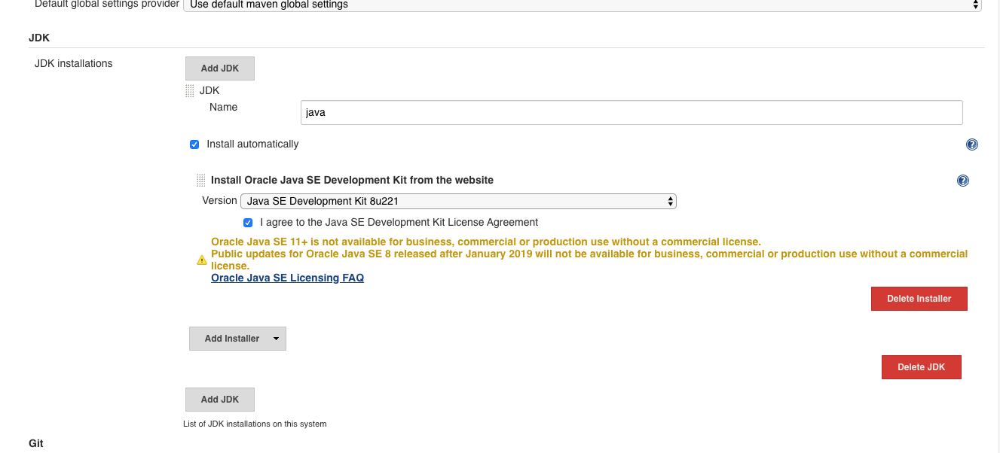 Default global settings provider Use default maven global settings
JDK
JDK installations
Add JDK
JDK
Name
java
Install automatically
Install Oracle Java SE Development Kit from the website
Version Java SE Development Kit 8u221
I agree to the Java SE Development Kit License Agreement
Oracle Java SE 11+ is not available for business, commercial or production use without a commercial license.
Public updates for Oracle Java SE 8 released after January 2019 will not be available for business, commercial or production use without a commercial
license.
Oracle Java SE Licensing FAQ
Delete Installer
Add Installer
Delete JDK
Add JDK
List of JDK installations on this system
Git